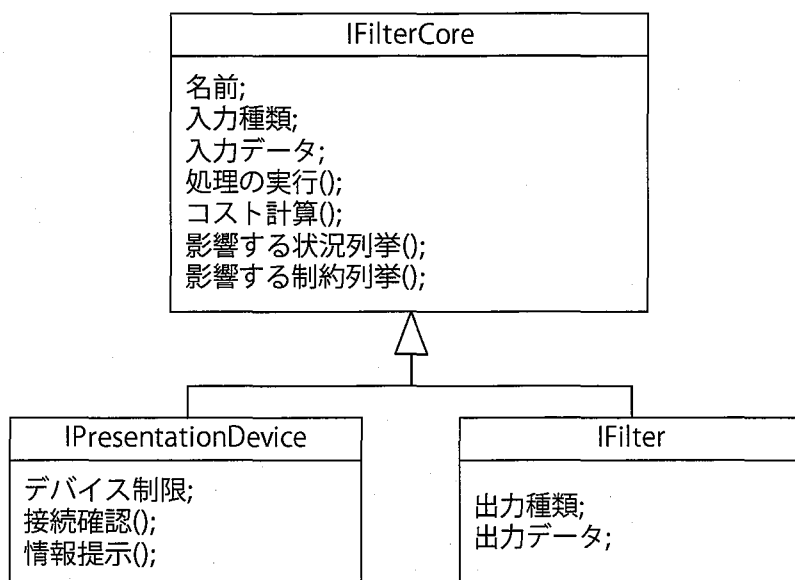 IFilterCore
名前;
入力種類;
入力データ;
処理の実行();
コスト計算();
影響する状況列挙();
影響する制約列挙();
IPresentationDevice
デバイス制限;
接続確認();
情報提示();
IFilter
出力種類;
出力データ;